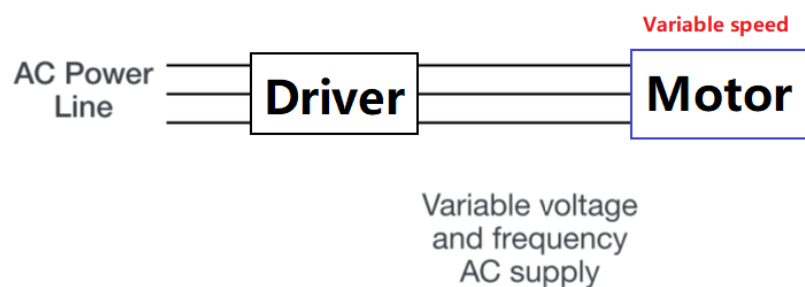 Variable speed
AC Power
Line
Driver
Motor
Variable voltage
and frequency
AC supply